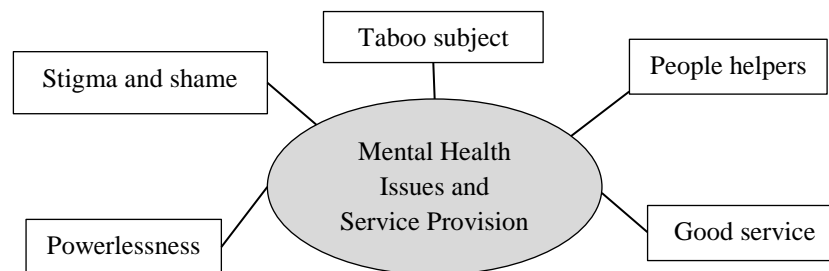 Taboo subject
Stigma and shame
People helpers
Mental Health
Issues and
Service Provision
Powerlessness
Good service